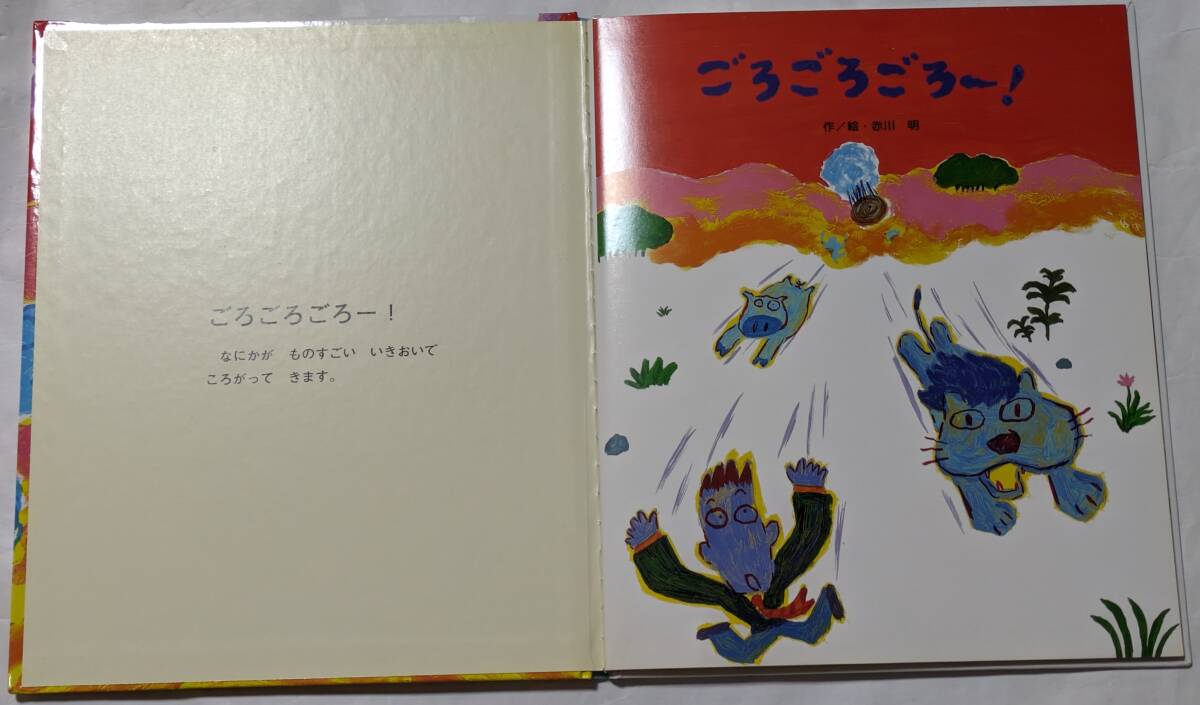 ごろごろごろー!
なにかが ものすごい いきおいで
ころがって きます。
ごろごろごろ〜!
作/絵・赤川 明